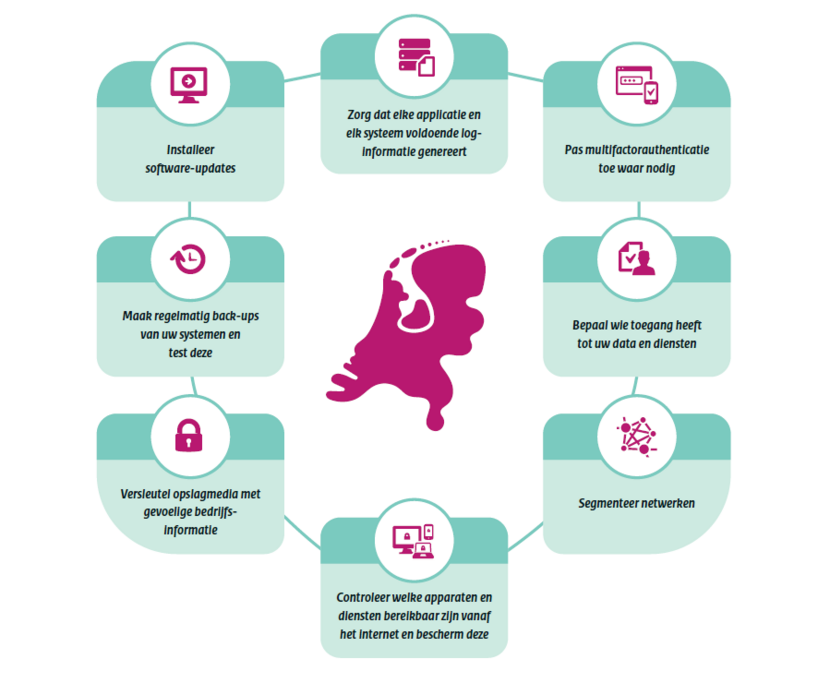 Zorg dat elke applicatie en
elk systeem voldoende log-
informatie genereert
Pas multifactorauthenticatie
toe waar nodig
Bepaal wie toegang heeft
tot uw data en diensten
Segmenteer netwerken
Controleer welke apparaten en
diensten bereikbaar zijn vanaf
het internet en bescherm deze
Versleutel opslagmedia met
gevoelige bedrijfs-
informatie
Maak regelmatig back-ups
van uw systemen en
test deze
Installeer
software-updates